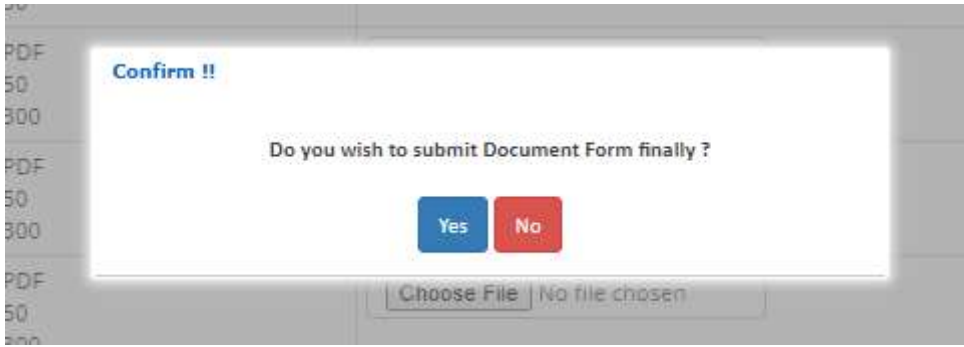 PDF
50
300
Confirm !!
Do you wish to submit Document Form finally ?
Yes No
PDF
50
300
PDF
Choose File No file chosen
50